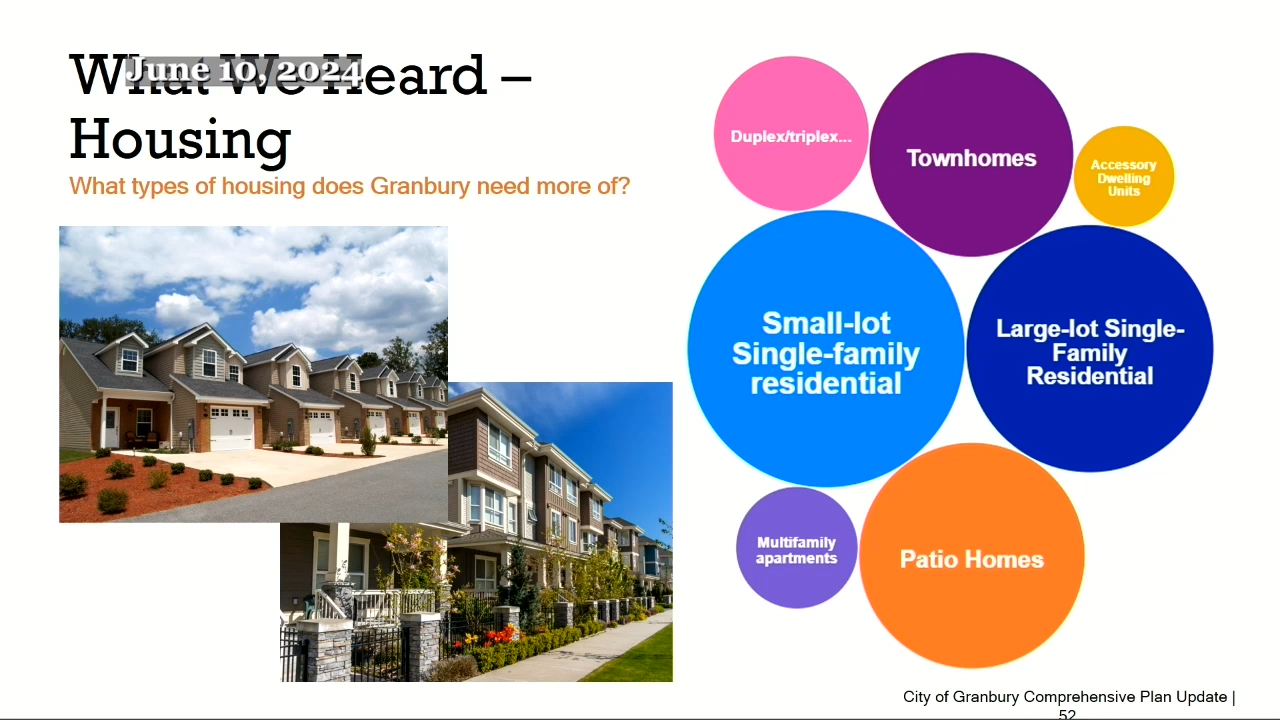 June 10, 2024
What We Heard –
Housing
What types of housing does Granbury need more of?
Duplex/triplex...
Townhomes
Accessory
Dwelling
Units
Small-lot
Single-family
residential
Large-lot Single-
Family
Residential
Multifamily
apartments
Patio Homes
City of Granbury Comprehensive Plan Update |
52